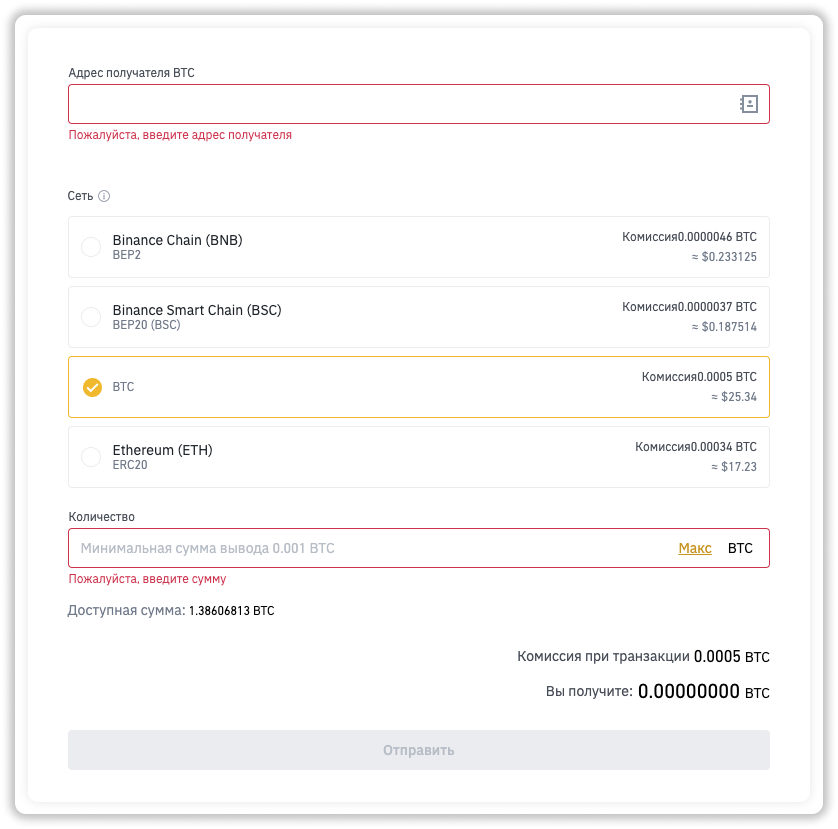 Адрес получателя BTC
Пожалуйста, введите адрес получателя
Сеть
Binance Chain (BNB)
BEP2
Комиссия0.0000046 BTC
≈ $0.233125
Binance Smart Chain (BSC)
BEP20 (BSC)
Комиссия0.0000037 BTC
≈ $0.187514
BTC
Комиссия0.0005 BTC
≈ $25.34
Ethereum (ETH)
ERC20
Комиссия0.00034 BTC
≈ $17.23
Количество
Минимальная сумма вывода 0.001 BTC Макс BTC
Пожалуйста, введите сумму
Доступная сумма: 1.38606813 BTC
Комиссия при транзакции 0.0005 BTC
Вы получите: 0.00000000 BTC
Отправить